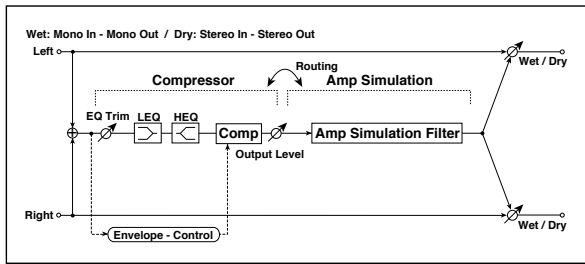 Wet: Mono In - Mono Out / Dry: Stereo In - Stereo Out
Left
Wet / Dry
Routing
Compressor
Amp Simulation
EQ Trim
LEQ
HEQ
Comp
Output Level
Amp Simulation Filter
Right
Wet / Dry
Envelope - Control